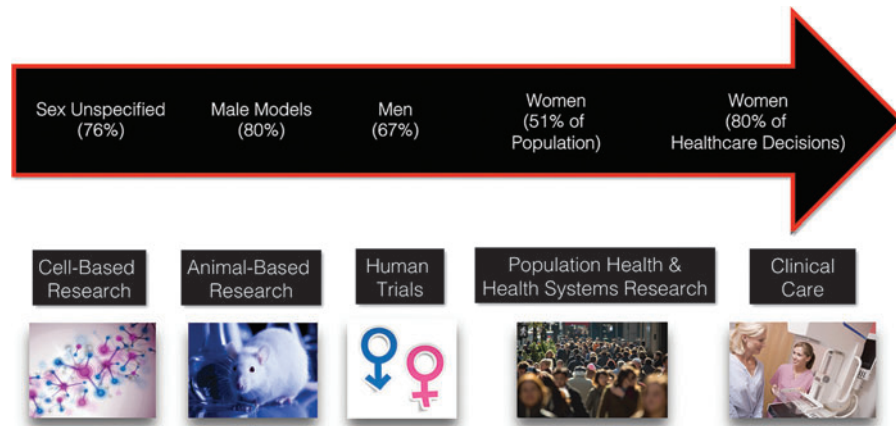 Sex Unspecified
(76%)
Male Models
(80%)
Men
(67%)
Women
(51% of
Population)
Women
(80% of
Healthcare Decisions)
Cell-Based
Research
Animal-Based
Research
Human
Trials
Population Health &
Health Systems Research
Clinical
Care